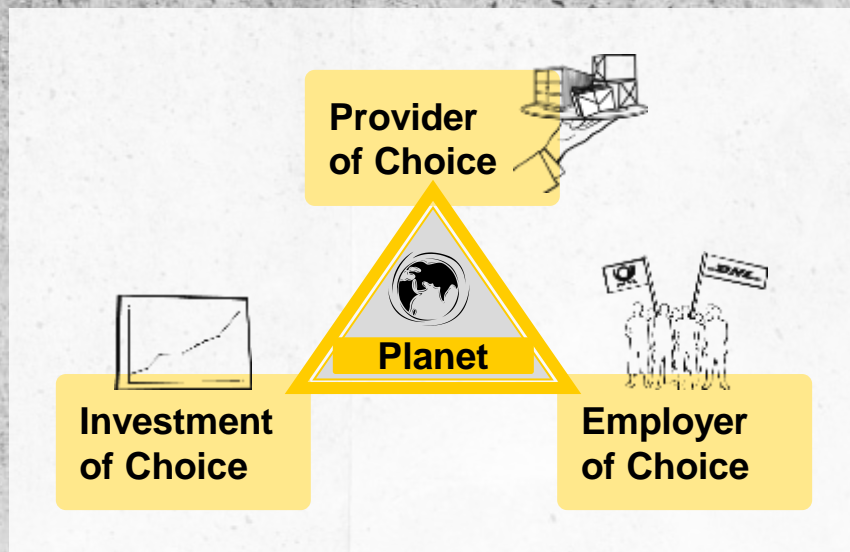 Provider
of Choice
DHL
Planet
Investment
of Choice
Employer
of Choice